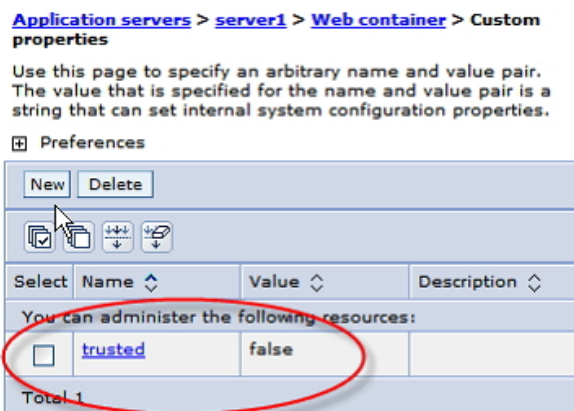 Application servers > server1 > Web container > Custom
properties
Use this page to specify an arbitrary name and value pair.
The value that is specified for the name and value pair is a
string that can set internal system configuration properties.
Preferences
New Delete
Select Name Value Description
You can administer the following resources:
trusted false
Total 1